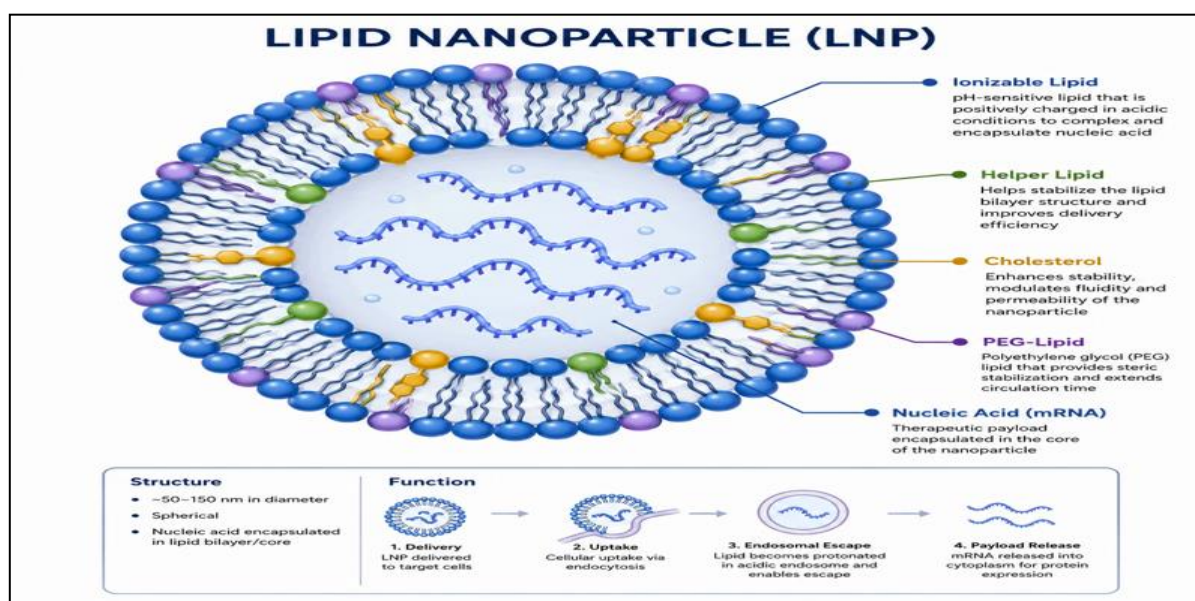 LIPID NANOPARTICLE (LNP)
Ionizable Lipid
pH-sensitive lipid that is
positively charged in acidic
conditions to complex and
encapsulate nucleic acid
Helper Lipid
Helps stabilize the lipid
bilayer structure and
improves delivery
efficiency
Cholesterol
Enhances stability,
modulates fluidity and
permeability of the
nanoparticle
PEG-Lipid
Polyethylene glycol (PEG)
lipid that provides steric
stabilization and extends
circulation time
Nucleic Acid (mRNA)
Therapeutic payload
encapsulated in the core
of the nanoparticle
Structure
• ~50–150 nm in diameter
• Spherical
• Nucleic acid encapsulated
in lipid bilayer/core
Function
1. Delivery
LNP delivered
to target cells
2. Uptake
Cellular uptake via
endocytosis
3. Endosomal Escape
Lipid becomes protonated
in acidic endosome and
enables escape
4. Payload Release
mRNA released into
cytoplasm for protein
expression